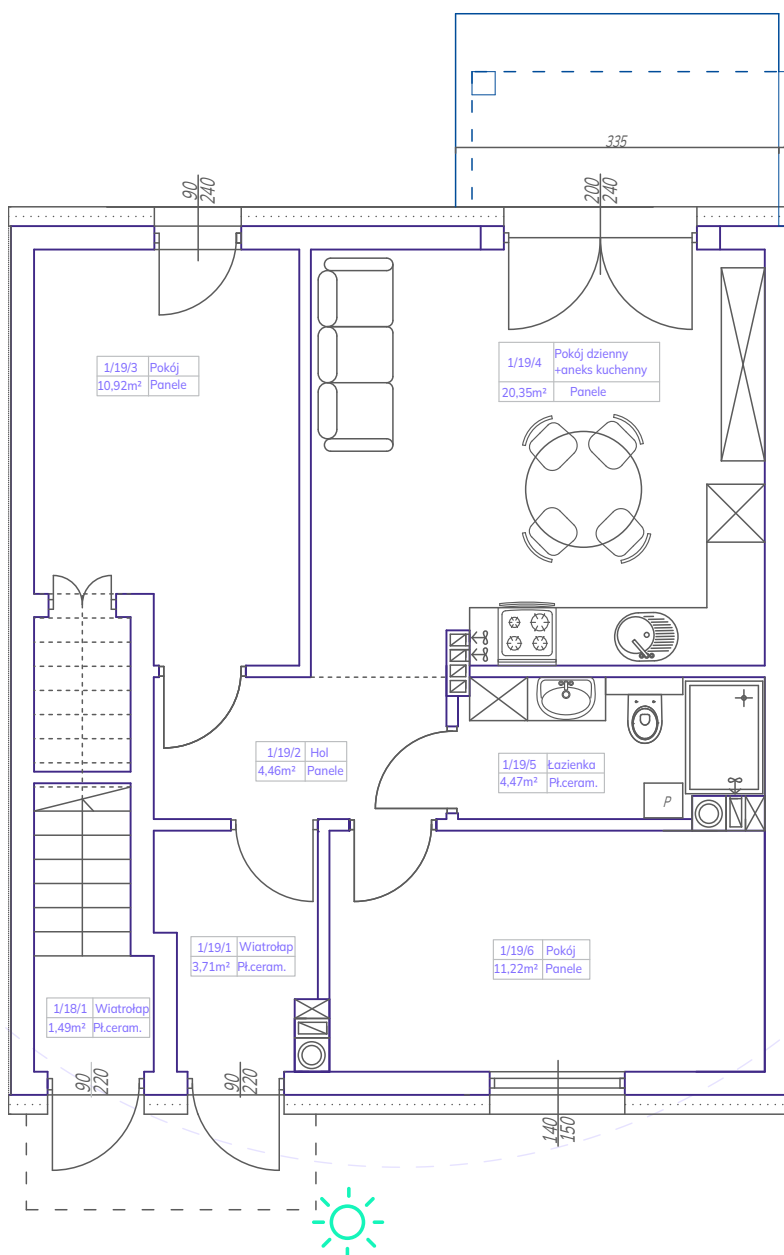 335
90
240
200
240
1/19/3 Pokój
10,92m² Panele
1/19/4 Pokój dzienny
+aneks kuchenny
20,35m² Panele
1/19/2 Hol
4,46m² Panele
1/19/5 Łazienka
4,47m² Pł.ceram.
P
1/19/1 Wiatrołap
3,71m² Pł.ceram.
1/19/6 Pokój
11,22m² Panele
1/18/1 Wiatrołap
1,49m² Pł.ceram.
90
220
90
220
140
150